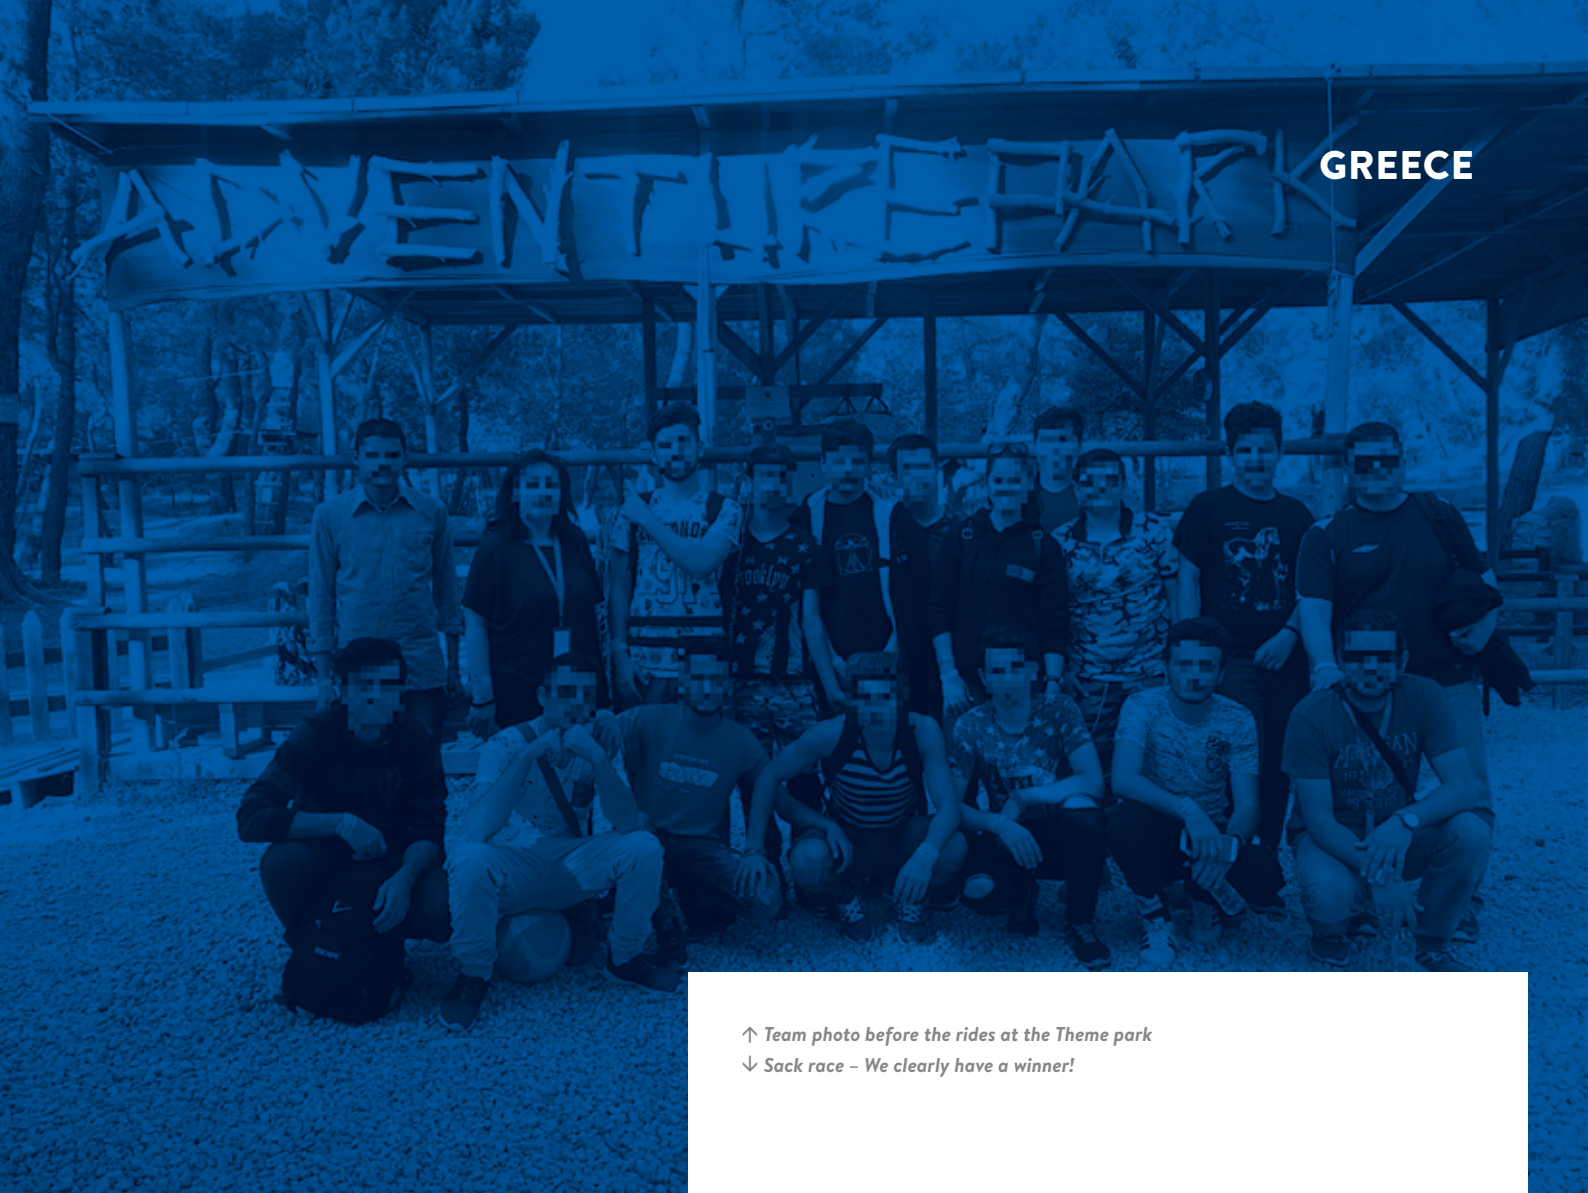 ADVENTURE PARK
GREECE
↑ Team photo before the rides at the Theme park
↓ Sack race – We clearly have a winner!